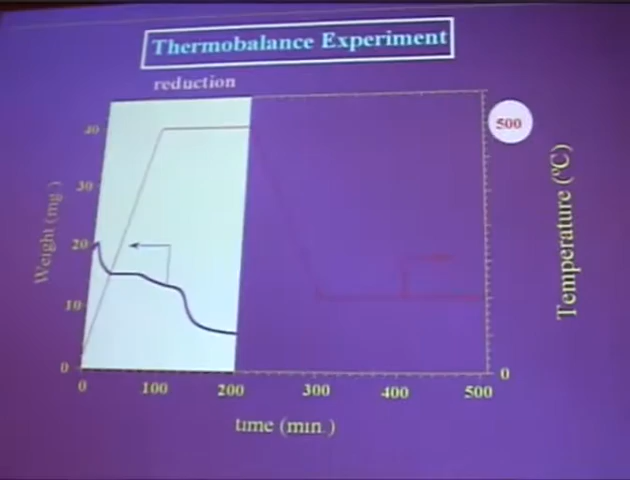 Thermobalance Experiment
reduction
500
40
30
20
10
0
0
0 100 200 300 400 500
Weight (mg.)
Temperature (ºC)
time (min.)